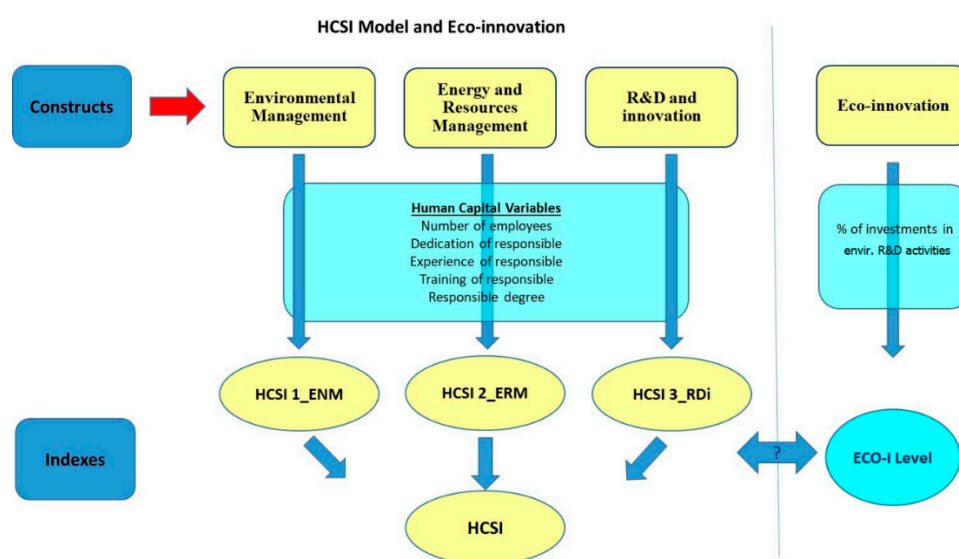 HCSI Model and Eco-innovation
Constructs
Environmental
Management
Energy and
Resources
Management
R&D and
innovation
Eco-innovation
Human Capital Variables
Number of employees
Dedication of responsible
Experience of responsible
Training of responsible
Responsible degree
% of investments in
envir. R&D activities
HCSI 1_ENM
HCSI 2_ERM
HCSI 3_RDi
Indexes
?
ECO-I Level
HCSI